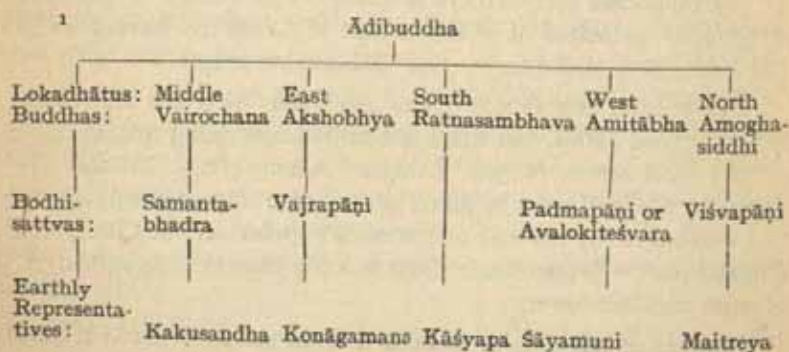 1
Ādibuddha
Lokadhātus: Middle East South West North
Buddhas: Vairochana Akshobhya Ratnasambhava Amitābha Amogha-
siddhi
Bodhi- Samanta- Vajrapāṇi Padmapāṇi or Viśvapāṇi
sattvas: bhadra Avalokiteśvara
Earthly
Representa-
tives: Kakusandha Konāgamana Kāśyapa Śāyamuni Maitreya